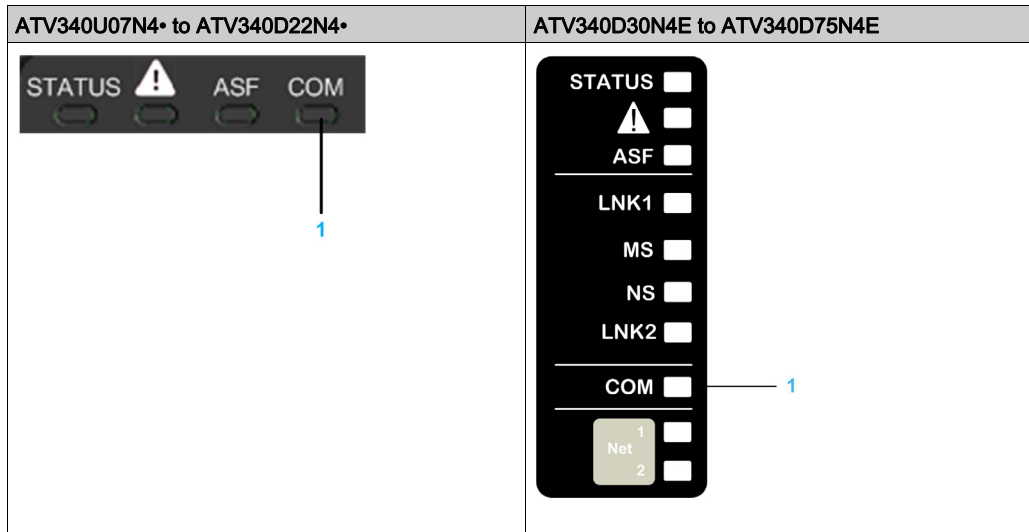 ATV340U07N4• to ATV340D22N4•
ATV340D30N4E to ATV340D75N4E
STATUS ! ASF COM
1
STATUS
!
ASF
LNK1
MS
NS
LNK2
COM 1
1
Net
2